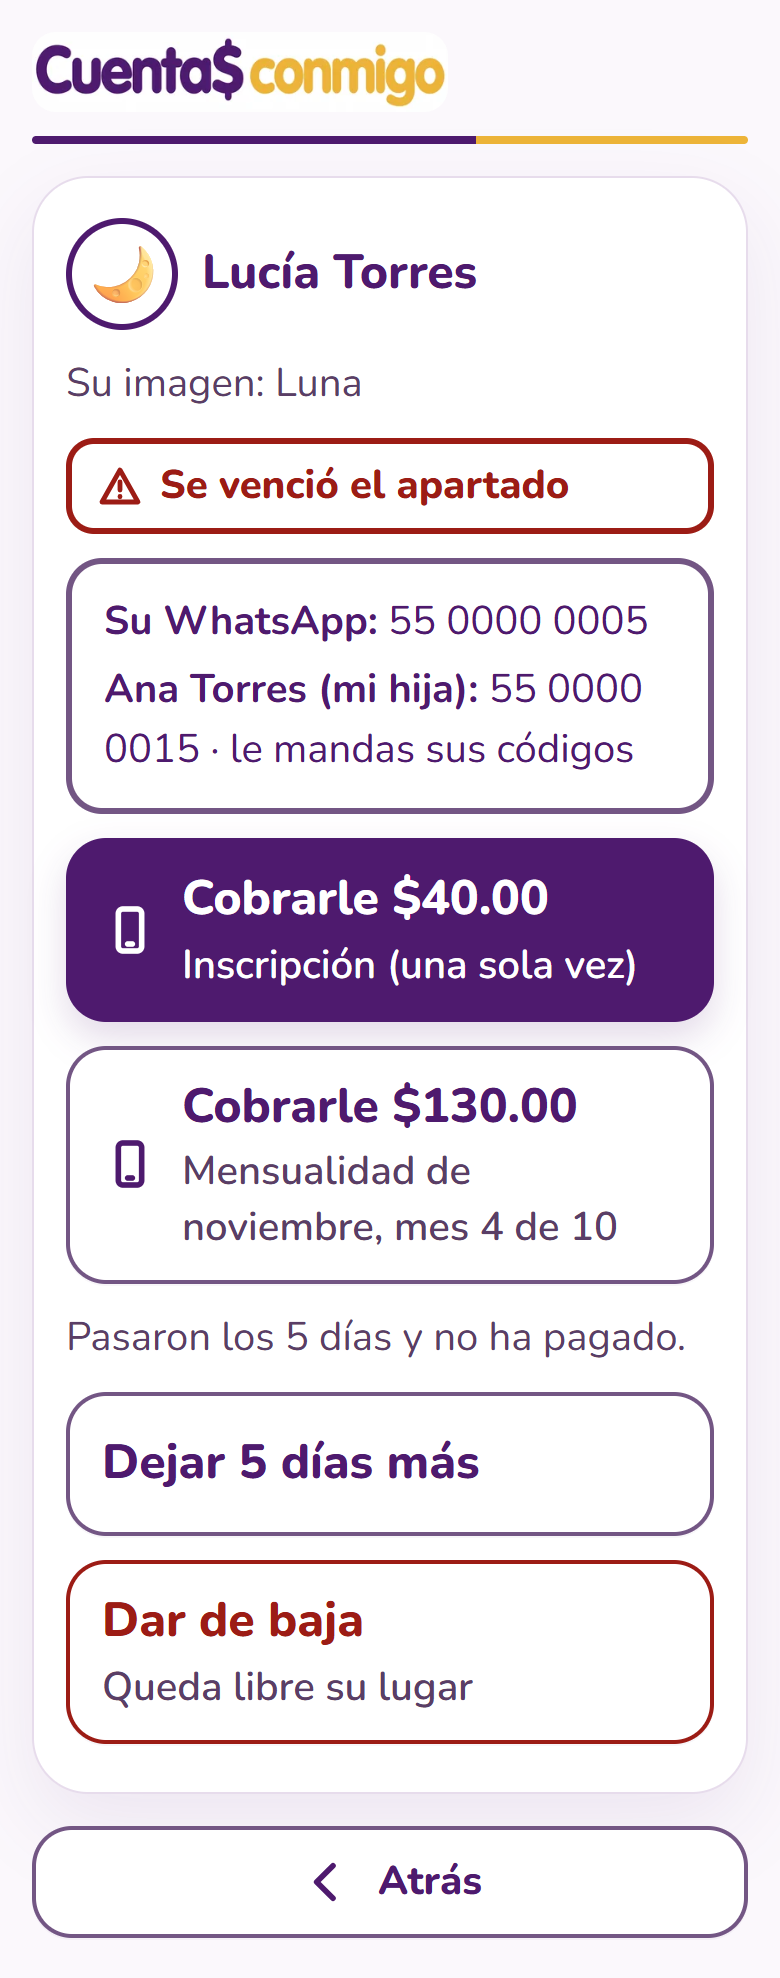 Cuenta$ conmigo
Lucía Torres
Su imagen: Luna
Se venció el apartado
Su WhatsApp: 55 0000 0005
Ana Torres (mi hija): 55 0000
0015 · le mandas sus códigos
Cobrarle $40.00
Inscripción (una sola vez)
Cobrarle $130.00
Mensualidad de
noviembre, mes 4 de 10
Pasaron los 5 días y no ha pagado.
Dejar 5 días más
Dar de baja
Queda libre su lugar
Atrás